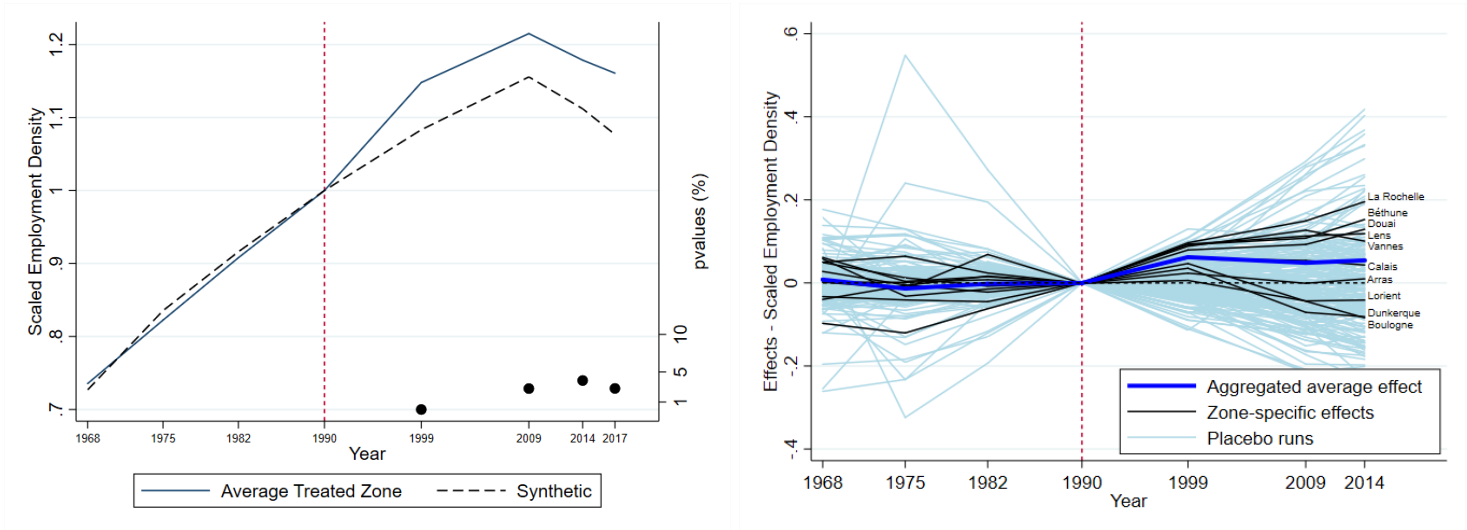 Scaled Employment Density
1.2
1.1
1
.9
.8
.7
pvalues (%)
10
5
1
1968 1975 1982 1990 1999 2009 2014 2017
Year
Average Treated Zone Synthetic
Effects - Scaled Employment Density
.6
.4
.2
0
-.2
-.4
La Rochelle
Béthune
Douai
Lens
Vannes
Calais
Arras
Lorient
Dunkerque
Boulogne
Aggregated average effect
Zone-specific effects
Placebo runs
1968 1975 1982 1990 1999 2009 2014
Year